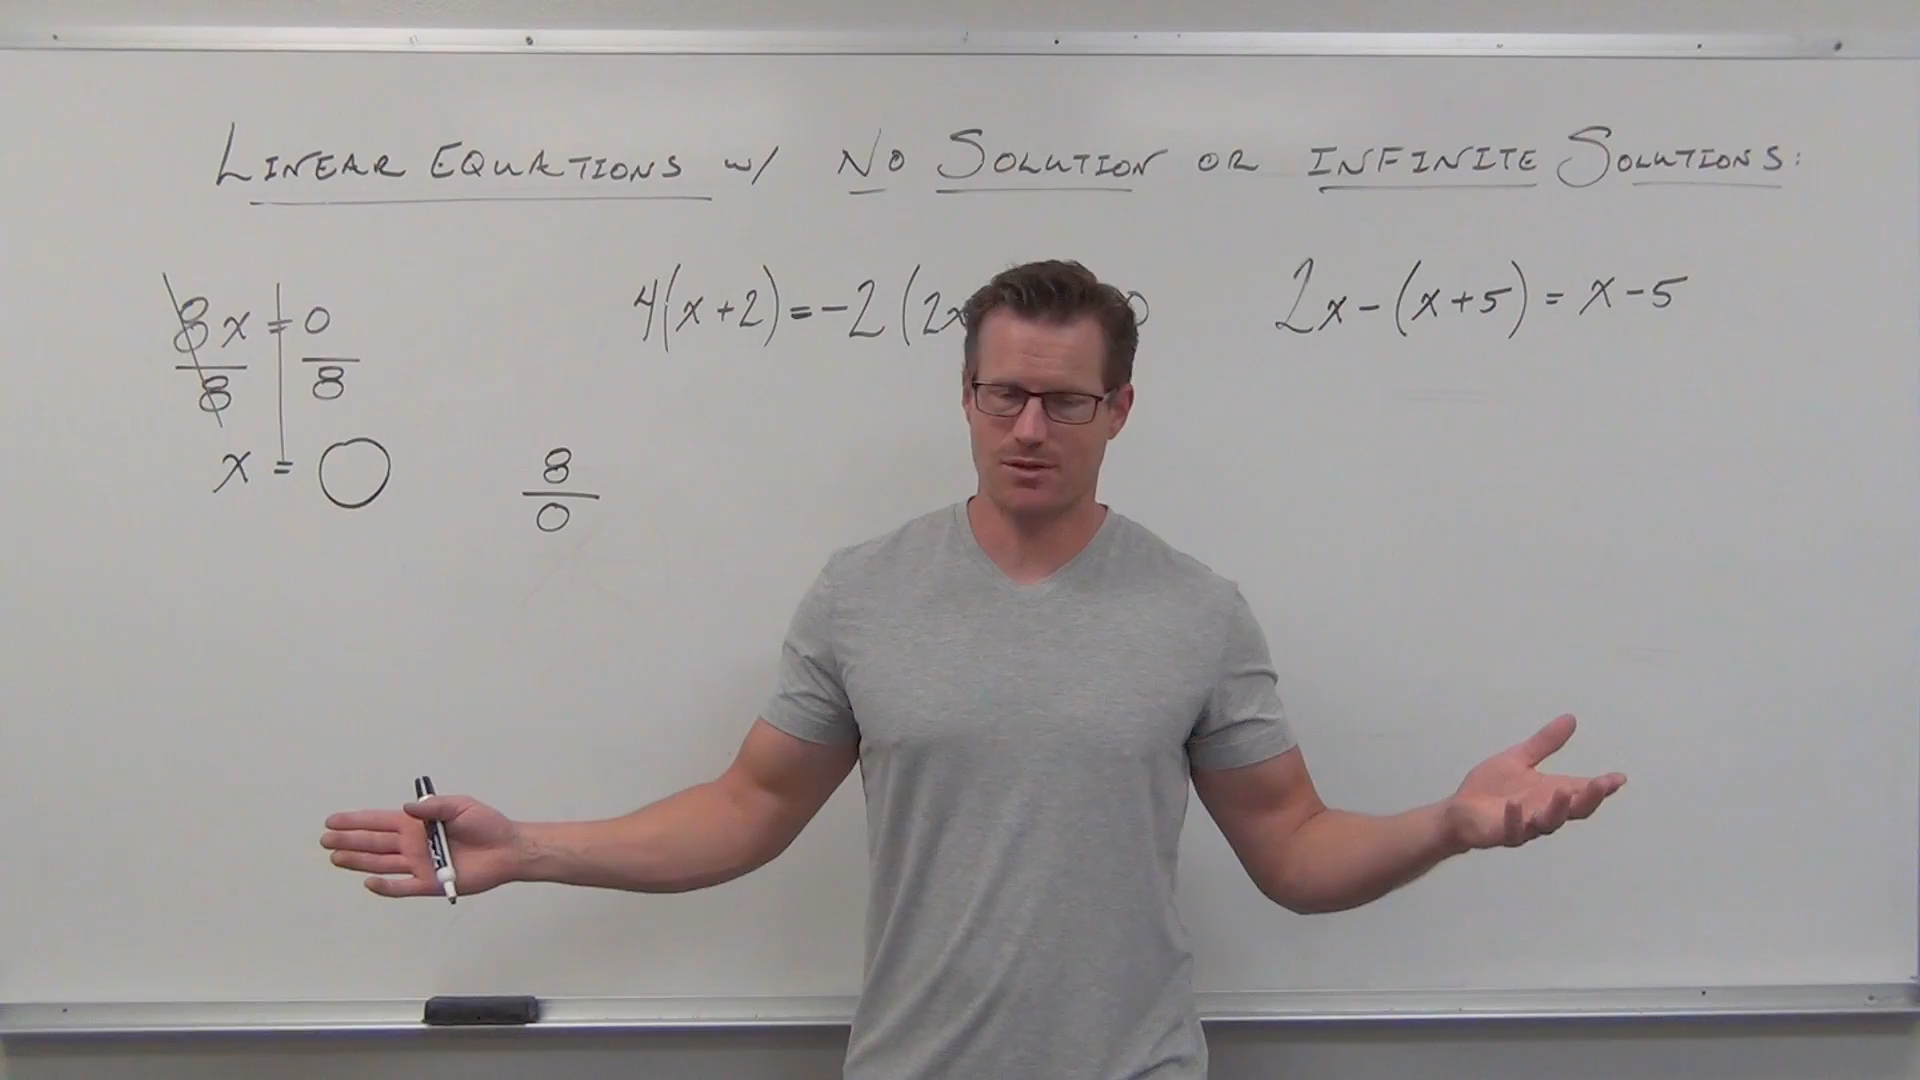 LINEAR EQUATIONS w/ NO SOLUTION OR INFINITE SOLUTIONS:
8x = 0
8 8
x = 0
8
0
4(x+2) = -2(2x 0
2x-(x+5) = x-5